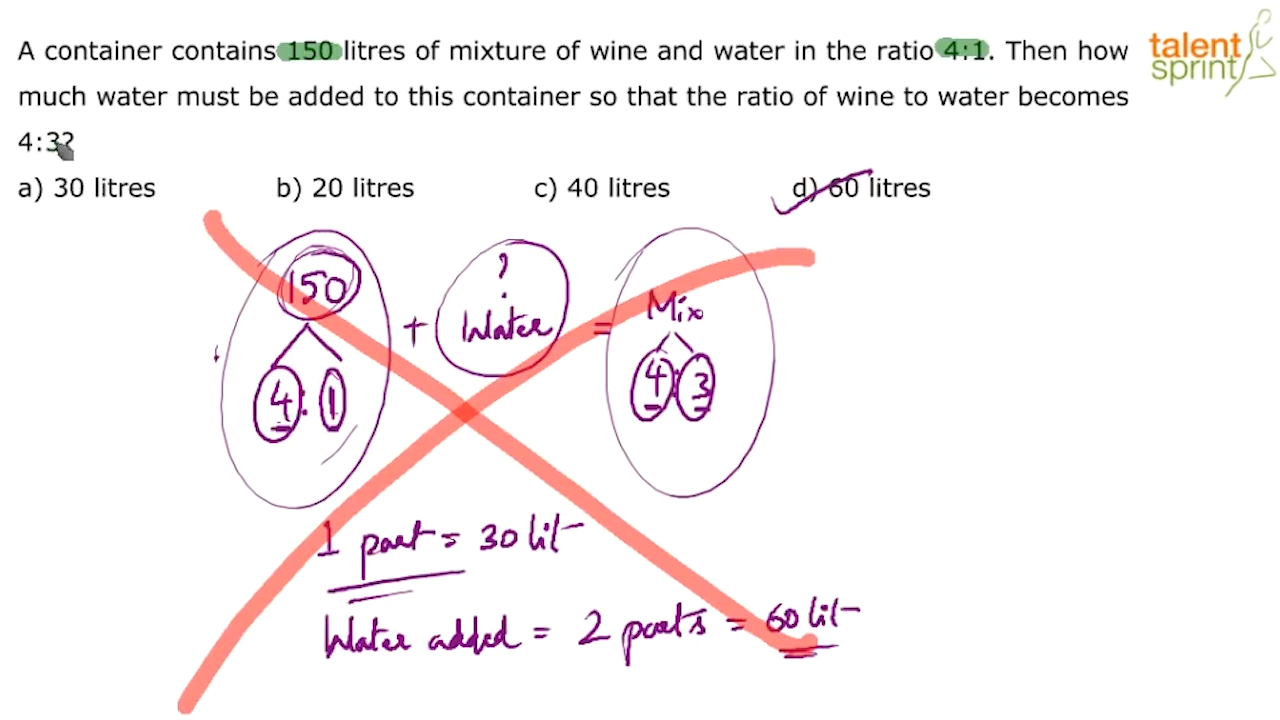 A container contains 150 litres of mixture of wine and water in the ratio 4:1. Then how
much water must be added to this container so that the ratio of wine to water becomes
4:3?
talent
sprint
a) 30 litres b) 20 litres c) 40 litres d) 60 litres
150
4 : 1
+
?
Water
=
Mix
4 : 3
1 part = 30 lit
Water added = 2 parts = 60 lit